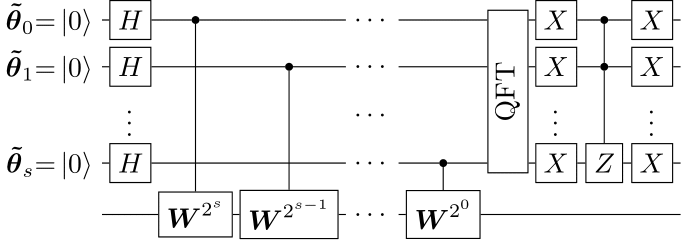 θ̃₀=|0⟩ H ··· X X
θ̃₁=|0⟩ H ··· X X
⋮ ··· QFT ⋮ ⋮
θ̃ₛ=|0⟩ H ··· X Z X
W^{2^s} W^{2^{s−1}} ··· W^{2^0}